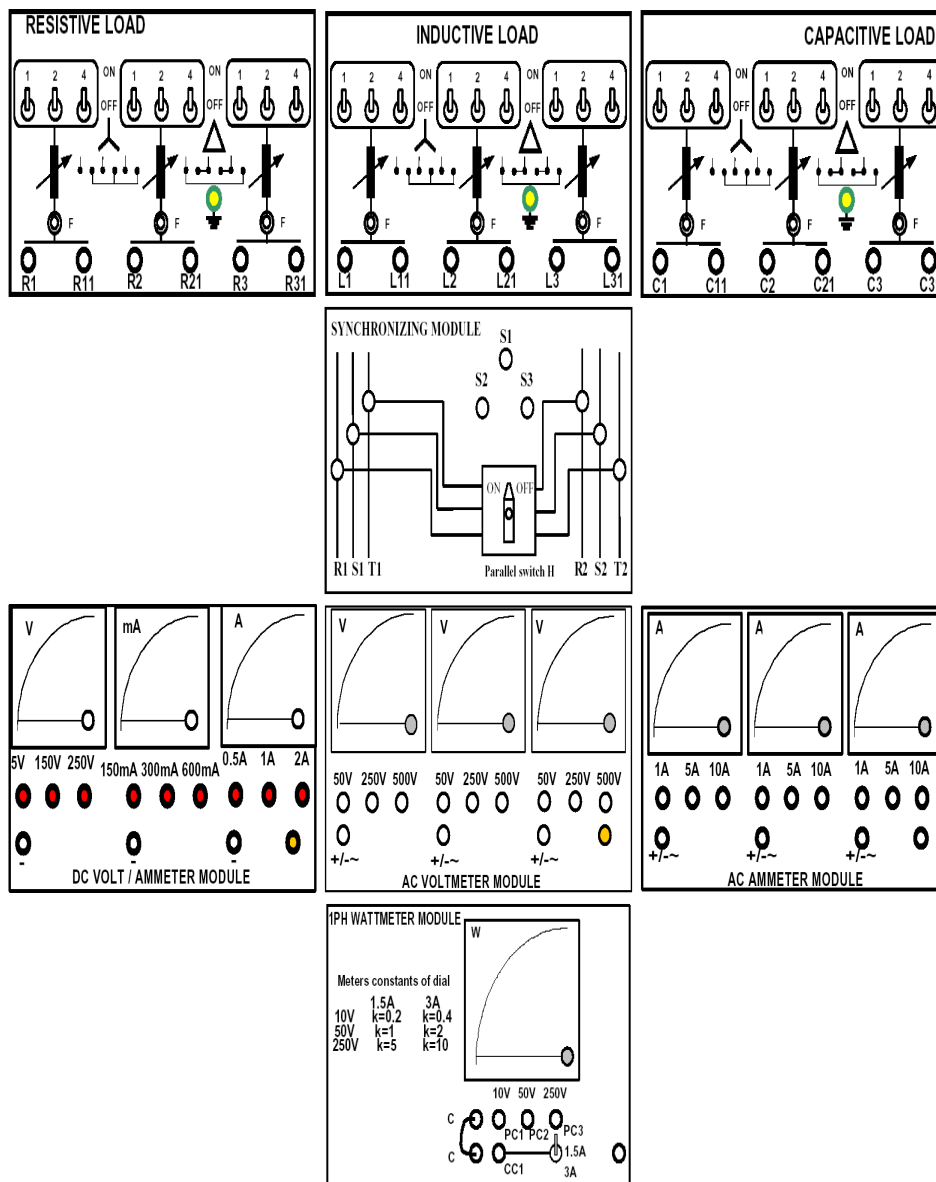 RESISTIVE LOAD
1 2 4 ON 1 2 4 ON 1 2 4
OFF OFF
F F F
R1 R11 R2 R21 R3 R31
INDUCTIVE LOAD
1 2 4 ON 1 2 4 ON 1 2 4
OFF OFF
F F F
L1 L11 L2 L21 L3 L31
CAPACITIVE LOAD
1 2 4 ON 1 2 4 ON 1 2 4
OFF OFF
F F F
C1 C11 C2 C21 C3 C3
SYNCHRONIZING MODULE
S1
S2 S3
ON OFF
R1 S1 T1 Parallel switch H R2 S2 T2
V mA A
5V 150V 250V 150mA 300mA 600mA 0.5A 1A 2A
- - -
DC VOLT / AMMETER MODULE
V V V
50V 250V 500V 50V 250V 500V 50V 250V 500V
+/-~ +/-~ +/-~
AC VOLTMETER MODULE
A A A
1A 5A 10A 1A 5A 10A 1A 5A 10A
+/-~ +/-~ +/-~
AC AMMETER MODULE
1PH WATTMETER MODULE
W
Meters constants of dial
1.5A 3A
10V k=0.2 k=0.4
50V k=1 k=2
250V k=5 k=10
10V 50V 250V
C PC1 PC2 PC3
C CC1 1.5A
3A